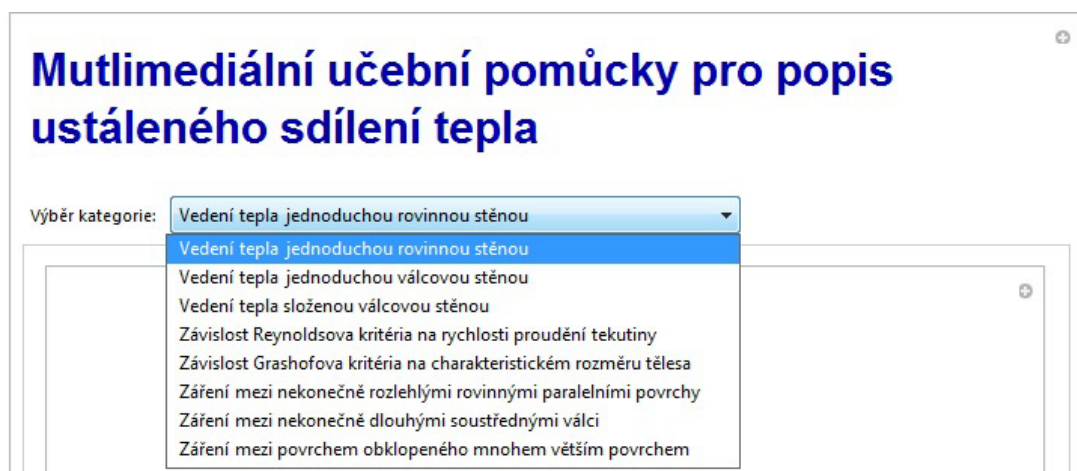 Mutlimediální učební pomůcky pro popis
ustáleného sdílení tepla
Výběr kategorie: Vedení tepla jednoduchou rovinnou stěnou
Vedení tepla jednoduchou rovinnou stěnou
Vedení tepla jednoduchou válcovou stěnou
Vedení tepla složenou válcovou stěnou
Závislost Reynoldsova kritéria na rychlosti proudění tekutiny
Závislost Grashofova kritéria na charakteristickém rozměru tělesa
Záření mezi nekonečně rozlehlými rovinnými paralelními povrchy
Záření mezi nekonečně dlouhými soustřednými válci
Záření mezi povrchem obklopeného mnohem větším povrchem